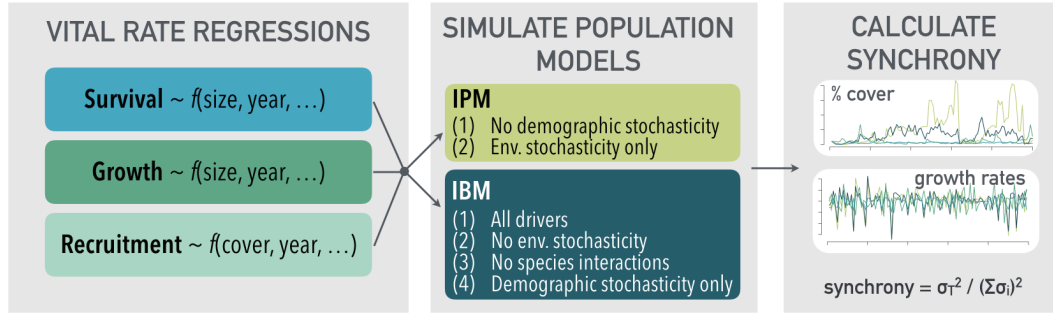 VITAL RATE REGRESSIONS
Survival ~ f(size, year, …)
Growth ~ f(size, year, …)
Recruitment ~ f(cover, year, …)
SIMULATE POPULATION
MODELS
IPM
(1) No demographic stochasticity
(2) Env. stochasticity only
IBM
(1) All drivers
(2) No env. stochasticity
(3) No species interactions
(4) Demographic stochasticity only
CALCULATE
SYNCHRONY
% cover
growth rates
synchrony = σT² / (Σσi)²